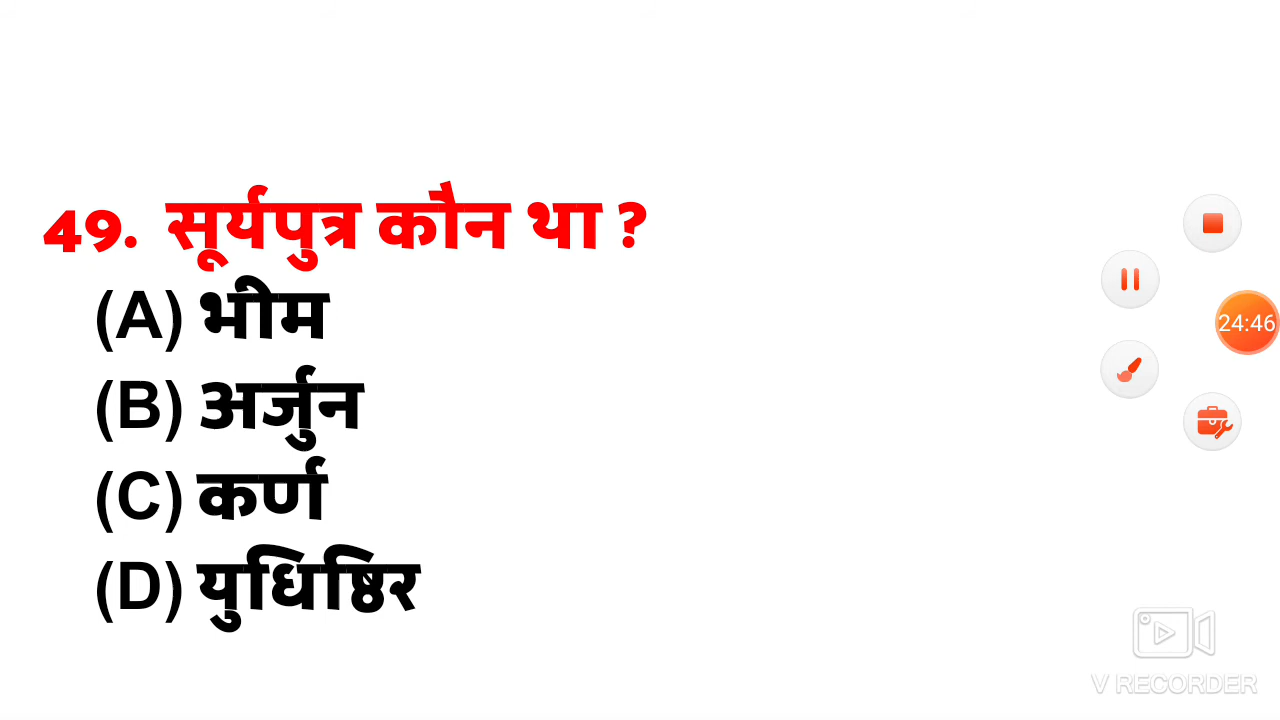 49. सूर्यपुत्र कौन था ?
(A) भीम
(B) अर्जुन
(C) कर्ण
(D) युधिष्ठिर
24:46
V RECORDER